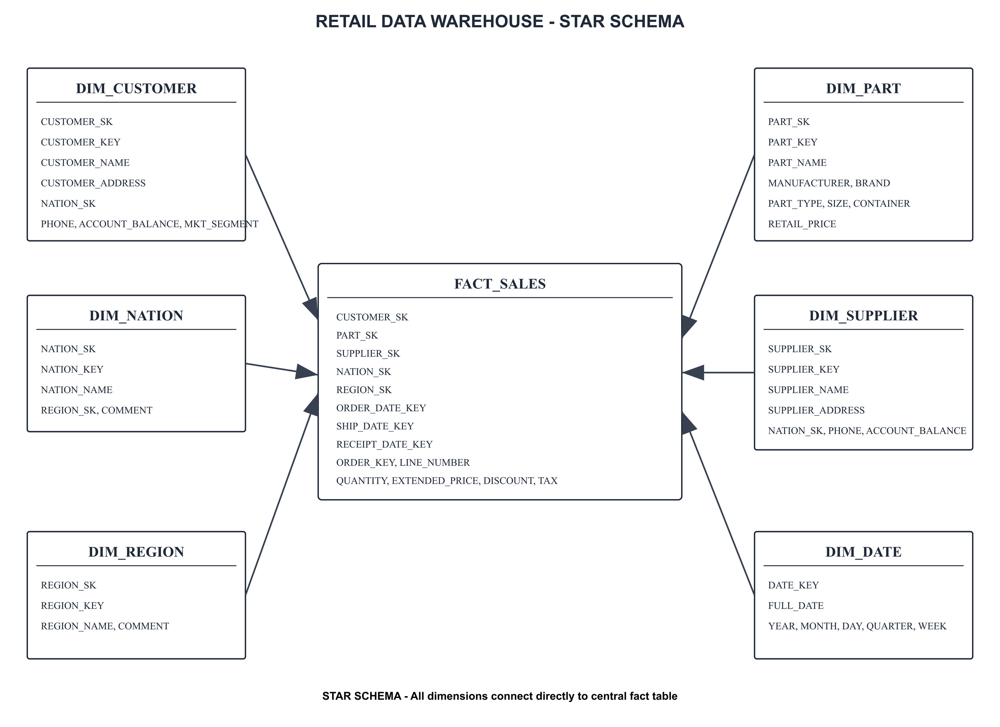 RETAIL DATA WAREHOUSE - STAR SCHEMA
DIM_CUSTOMER
CUSTOMER_SK
CUSTOMER_KEY
CUSTOMER_NAME
CUSTOMER_ADDRESS
NATION_SK
PHONE, ACCOUNT_BALANCE, MKT_SEGMENT
DIM_PART
PART_SK
PART_KEY
PART_NAME
MANUFACTURER, BRAND
PART_TYPE, SIZE, CONTAINER
RETAIL_PRICE
FACT_SALES
CUSTOMER_SK
PART_SK
SUPPLIER_SK
NATION_SK
REGION_SK
ORDER_DATE_KEY
SHIP_DATE_KEY
RECEIPT_DATE_KEY
ORDER_KEY, LINE_NUMBER
QUANTITY, EXTENDED_PRICE, DISCOUNT, TAX
DIM_NATION
NATION_SK
NATION_KEY
NATION_NAME
REGION_SK, COMMENT
DIM_SUPPLIER
SUPPLIER_SK
SUPPLIER_KEY
SUPPLIER_NAME
SUPPLIER_ADDRESS
NATION_SK, PHONE, ACCOUNT_BALANCE
DIM_REGION
REGION_SK
REGION_KEY
REGION_NAME, COMMENT
DIM_DATE
DATE_KEY
FULL_DATE
YEAR, MONTH, DAY, QUARTER, WEEK
STAR SCHEMA - All dimensions connect directly to central fact table